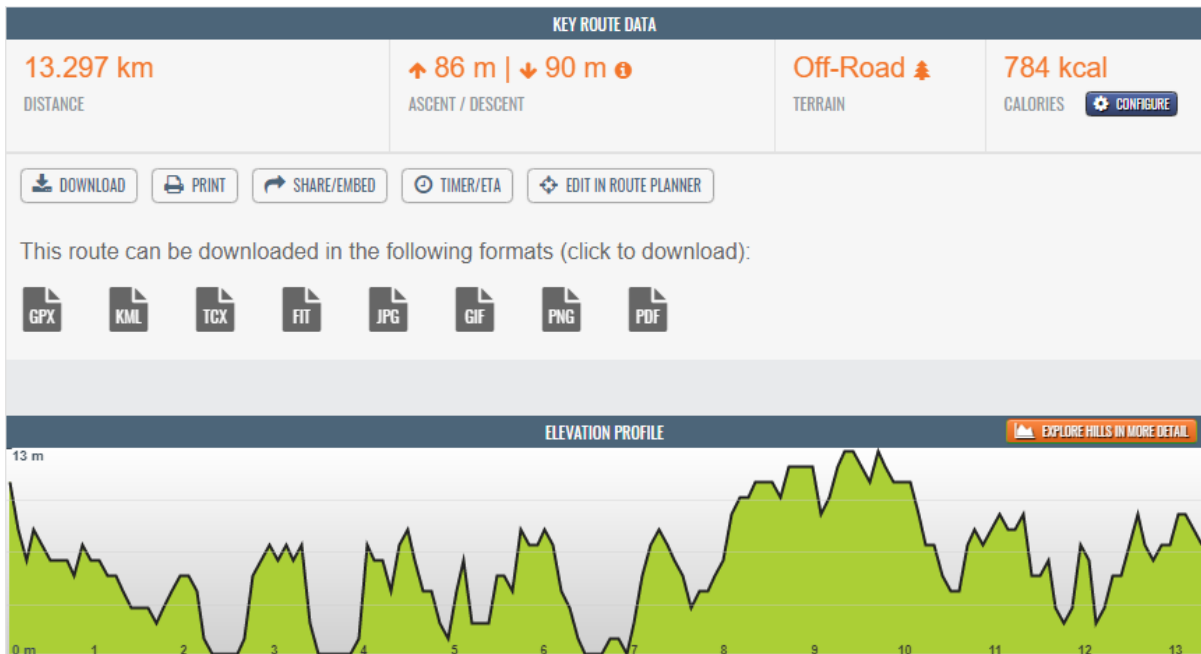 KEY ROUTE DATA
13.297 km
DISTANCE
86 m | 90 m
ASCENT / DESCENT
Off-Road
TERRAIN
784 kcal
CALORIES CONFIGURE
DOWNLOAD PRINT SHARE/EMBED TIMER/ETA EDIT IN ROUTE PLANNER
This route can be downloaded in the following formats (click to download):
GPX KML TCX FIT JPG GIF PNG PDF
ELEVATION PROFILE EXPLORE HILLS IN MORE DETAIL
13 m
0 m 1 2 3 4 5 6 7 8 9 10 11 12 13